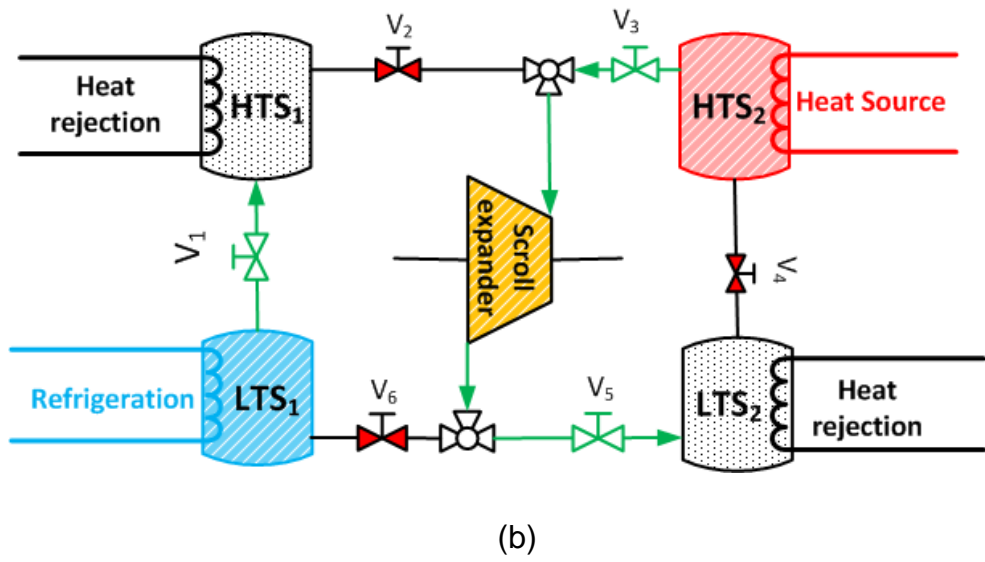 V₂
V₃
Heat
rejection
HTS₁
HTS₂
Heat Source
Scroll
expander
V₁
V₄
Refrigeration
LTS₁
V₆
V₅
LTS₂
Heat
rejection
(b)